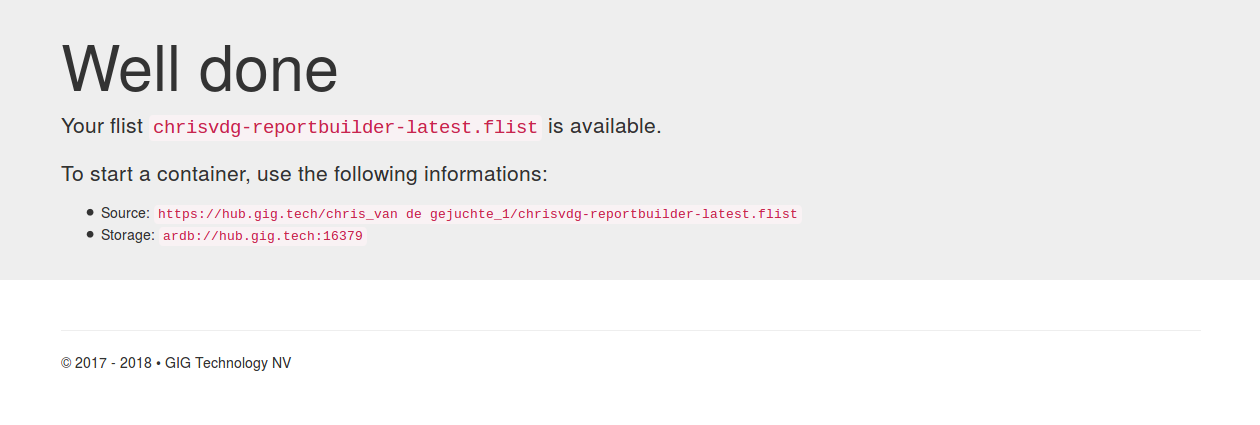 Well done
Your flist chrisvdg-reportbuilder-latest.flist is available.
To start a container, use the following informations:
• Source: https://hub.gig.tech/chris_van de gejuchte_1/chrisvdg-reportbuilder-latest.flist
• Storage: ardb://hub.gig.tech:16379
© 2017 - 2018 • GIG Technology NV